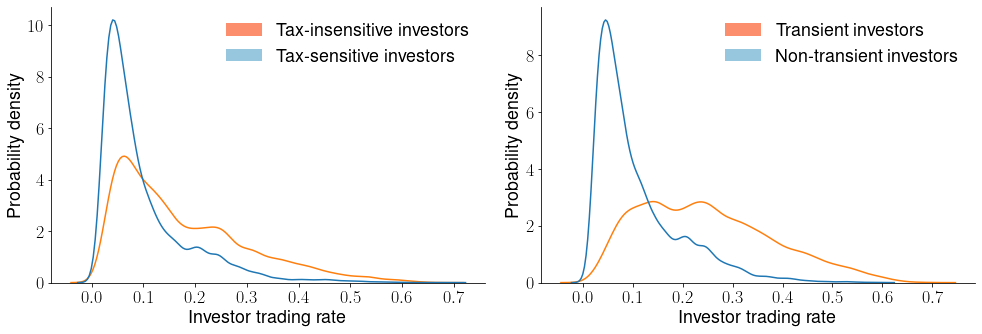 Tax-insensitive investors
Tax-sensitive investors
Probability density
10
8
6
4
2
0
0.0 0.1 0.2 0.3 0.4 0.5 0.6 0.7
Investor trading rate
Transient investors
Non-transient investors
Probability density
8
6
4
2
0
0.0 0.1 0.2 0.3 0.4 0.5 0.6 0.7
Investor trading rate